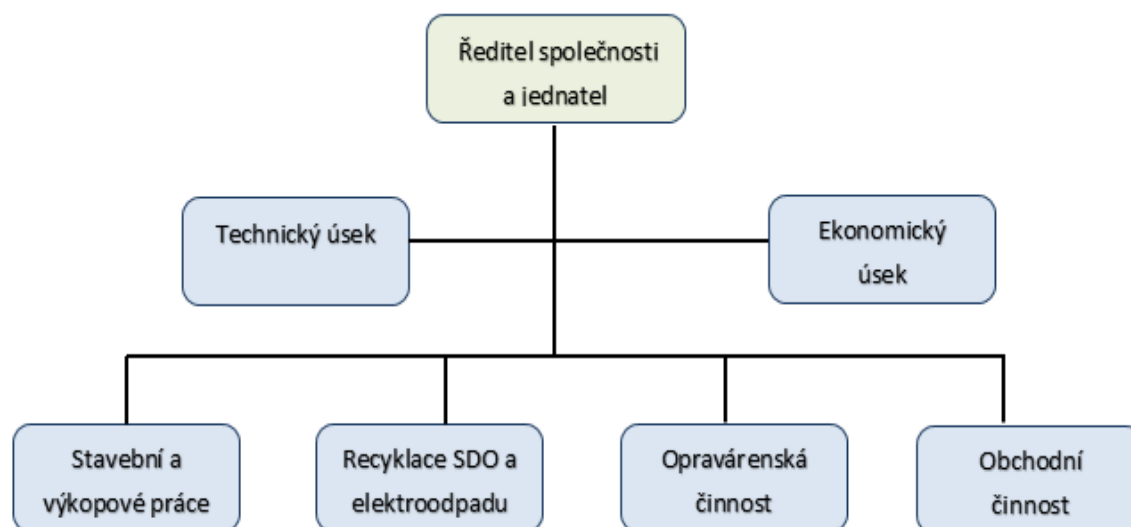 Ředitel společnosti
a jednatel
Technický úsek
Ekonomický
úsek
Stavební a
výkopové práce
Recyklace SDO a
elektroodpadu
Opravárenská
činnost
Obchodní
činnost